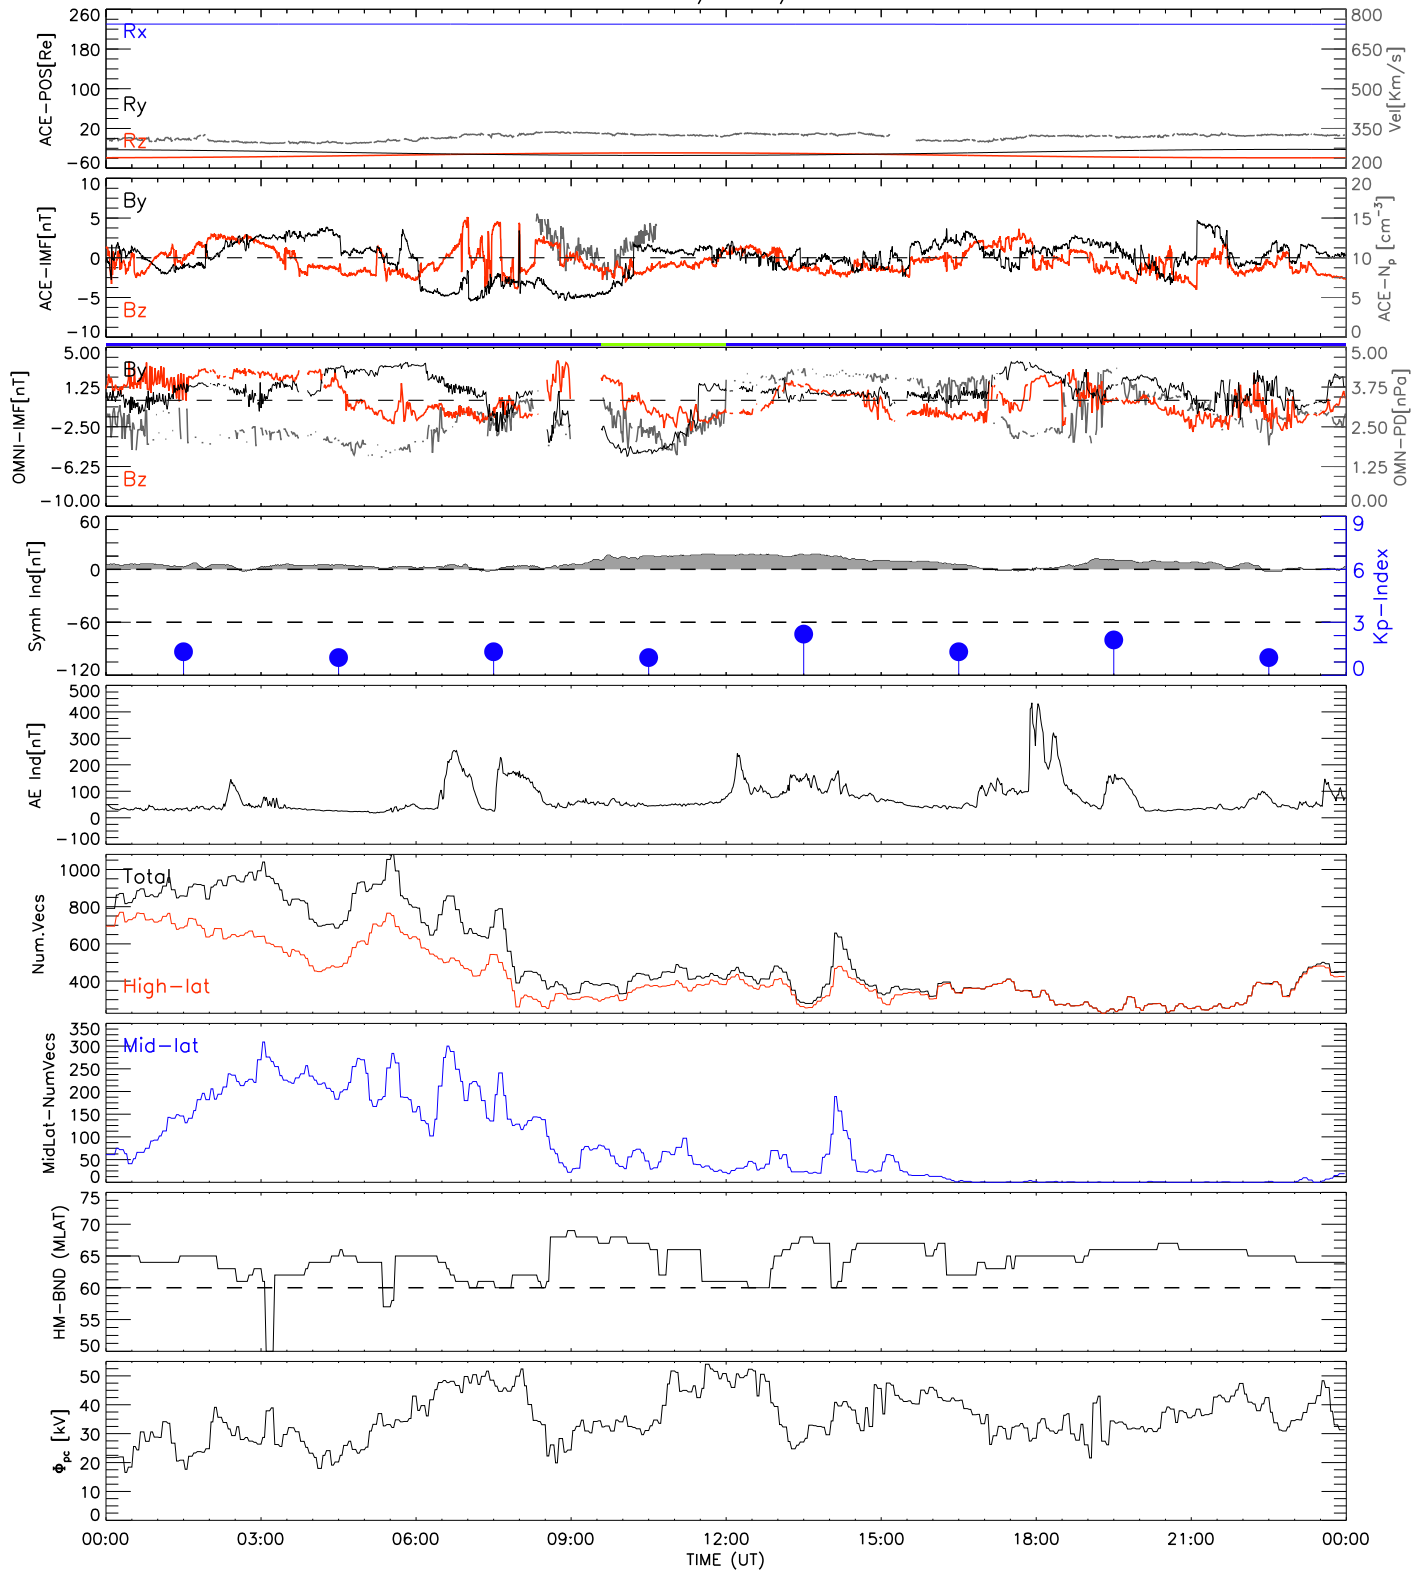 260
180
100
20
−60
ACE−POS[Re]
Rx
Ry
Rz
800
650
500
350
200
Vel[Km/s]
10
5
0
−5
−10
ACE−IMF[nT]
By
Bz
20
15
10
5
0
ACE−Np [cm−3]
5.00
1.25
−2.50
−6.25
−10.00
OMNI−IMF[nT]
By
Bz
5.00
3.75
2.50
1.25
0.00
OMN−PD[nPa]
60
0
−60
−120
Symh Ind[nT]
9
6
3
0
Kp−Index
500
400
300
200
100
0
−100
AE Ind[nT]
1000
800
600
400
Num.Vecs
Total
High−lat
350
300
250
200
150
100
50
0
MidLat−NumVecs
Mid−lat
75
70
65
60
55
50
HM−BND (MLAT)
50
40
30
20
10
0
Φpc [kV]
00:00 03:00 06:00 09:00 12:00 15:00 18:00 21:00 00:00
TIME (UT)